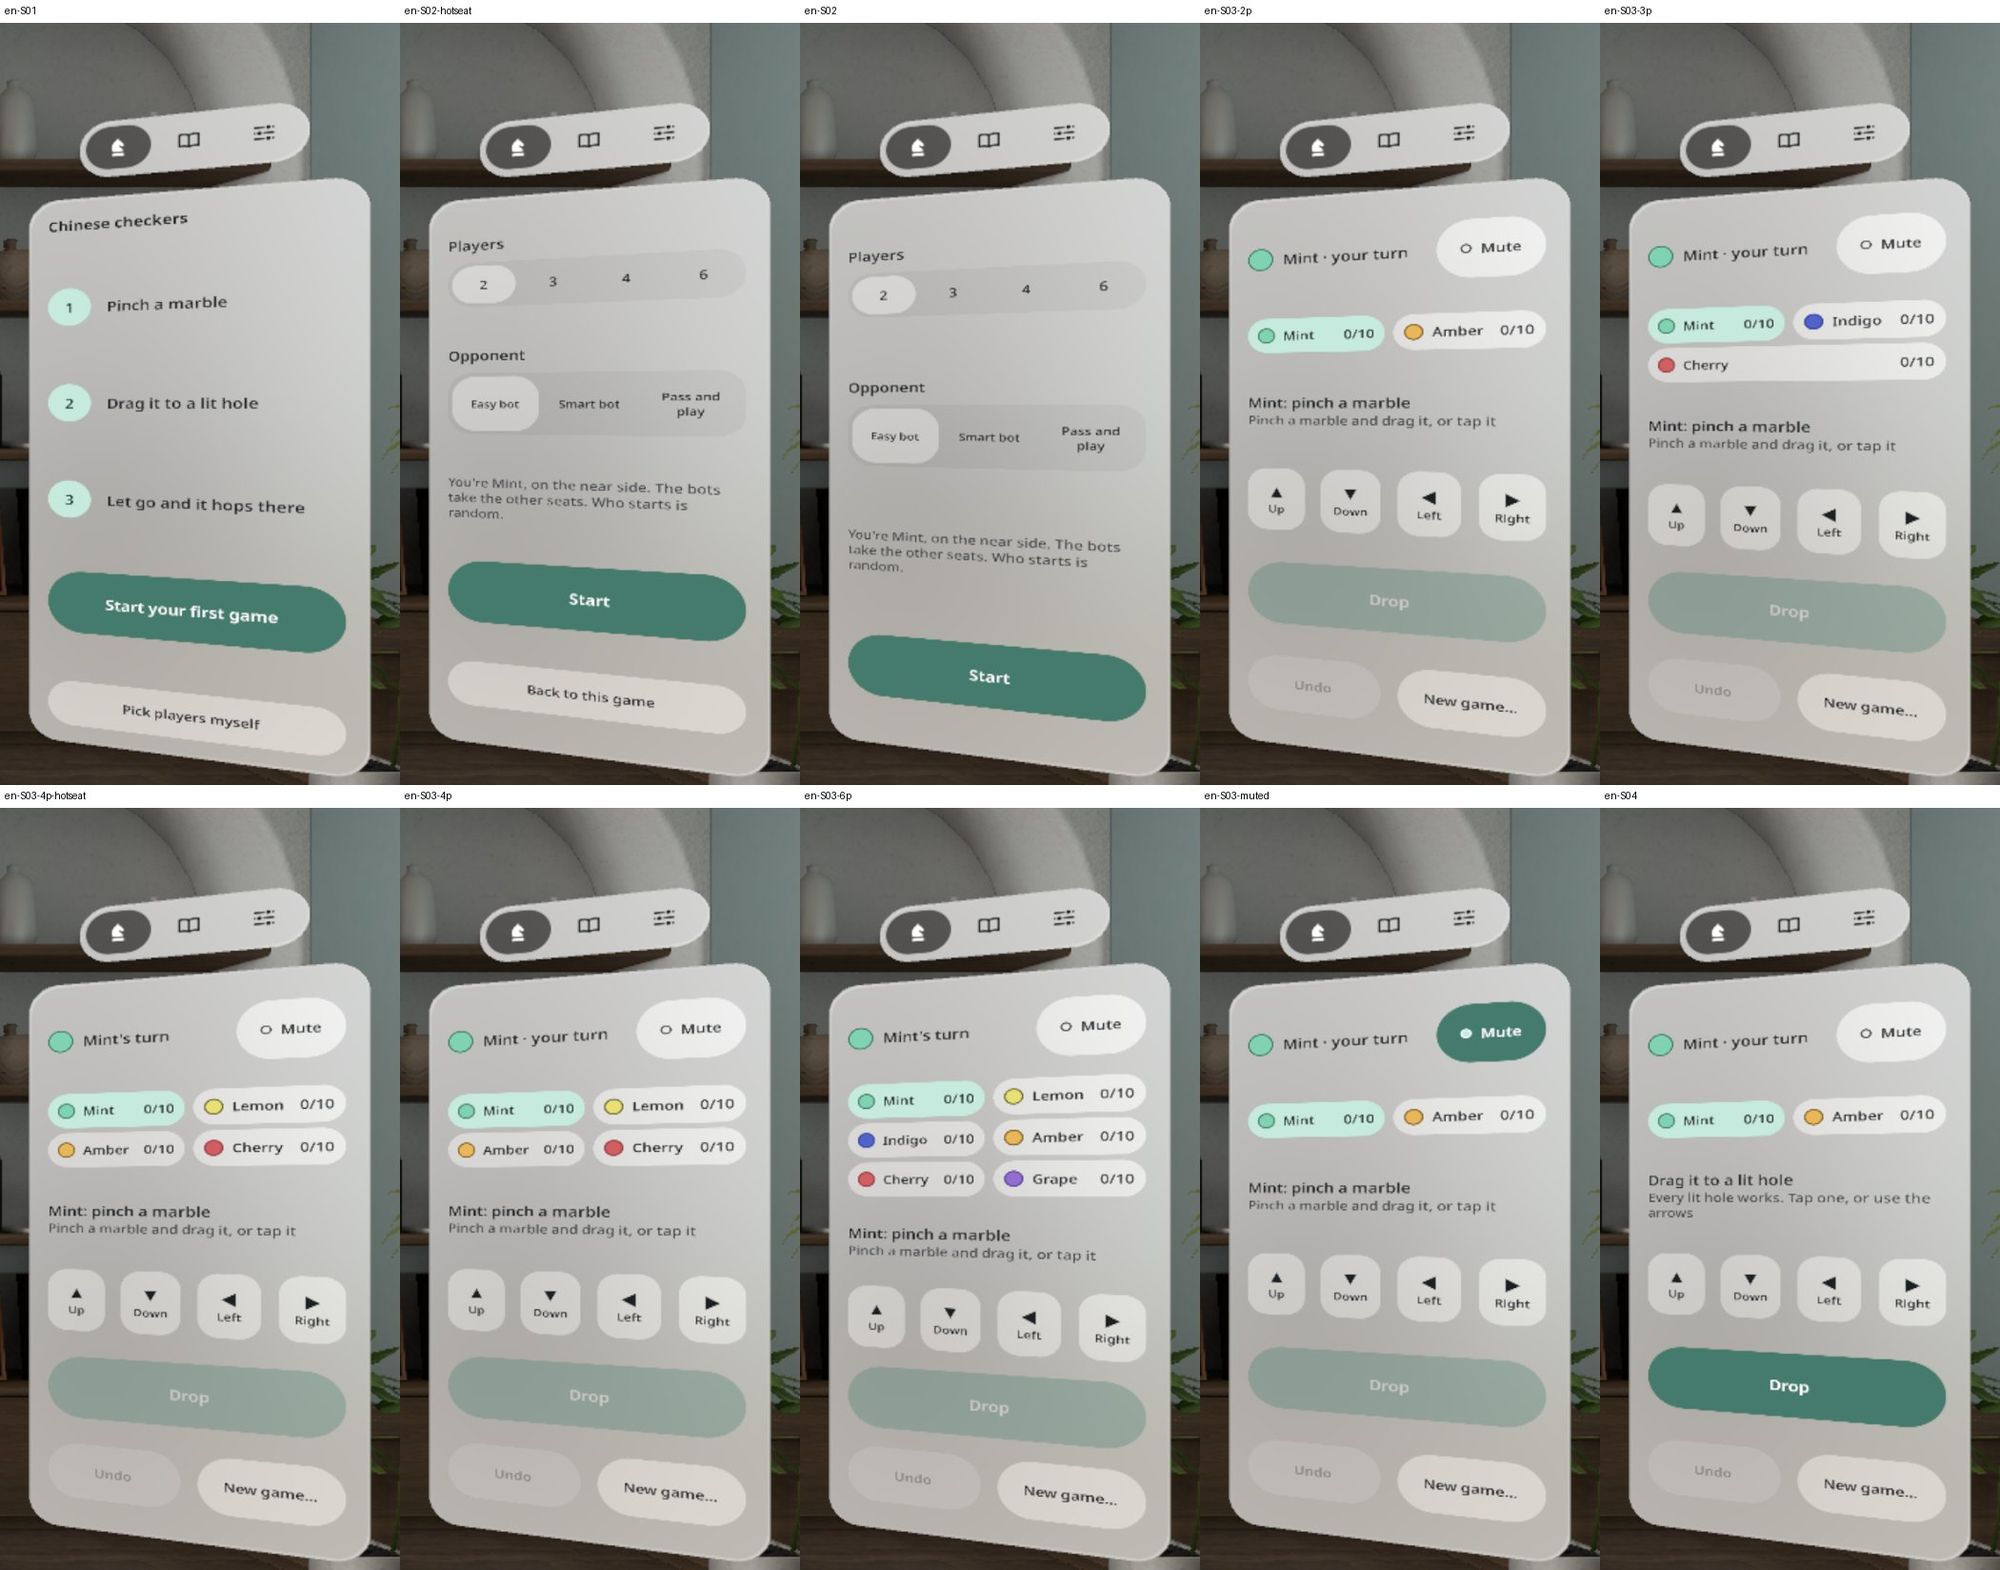 en-S01
Chinese checkers
1 Pinch a marble
2 Drag it to a lit hole
3 Let go and it hops there
Start your first game
Pick players myself
en-S02-hotseat
Players
2 3 4 6
Opponent
Easy bot Smart bot Pass and
play
You're Mint, on the near side. The bots
take the other seats. Who starts is
random.
Start
Back to this game
en-S02
Players
2 3 4 6
Opponent
Easy bot Smart bot Pass and
play
You're Mint, on the near side. The bots
take the other seats. Who starts is
random.
Start
en-S03-2p
Mint · your turn Mute
Mint 0/10 Amber 0/10
Mint: pinch a marble
Pinch a marble and drag it, or tap it
Up Down Left Right
Drop
Undo New game...
en-S03-3p
Mint · your turn Mute
Mint 0/10 Indigo 0/10
Cherry 0/10
Mint: pinch a marble
Pinch a marble and drag it, or tap it
Up Down Left Right
Drop
Undo New game...
en-S03-4p-hotseat
Mint's turn Mute
Mint 0/10 Lemon 0/10
Amber 0/10 Cherry 0/10
Mint: pinch a marble
Pinch a marble and drag it, or tap it
Up Down Left Right
Drop
Undo New game...
en-S03-4p
Mint · your turn Mute
Mint 0/10 Lemon 0/10
Amber 0/10 Cherry 0/10
Mint: pinch a marble
Pinch a marble and drag it, or tap it
Up Down Left Right
Drop
Undo New game...
en-S03-6p
Mint's turn Mute
Mint 0/10 Lemon 0/10
Indigo 0/10 Amber 0/10
Cherry 0/10 Grape 0/10
Mint: pinch a marble
Pinch a marble and drag it, or tap it
Up Down Left Right
Drop
Undo New game...
en-S03-muted
Mint · your turn Mute
Mint 0/10 Amber 0/10
Mint: pinch a marble
Pinch a marble and drag it, or tap it
Up Down Left Right
Drop
Undo New game...
en-S04
Mint · your turn Mute
Mint 0/10 Amber 0/10
Drag it to a lit hole
Every lit hole works. Tap one, or use the
arrows
Up Down Left Right
Drop
Undo New game...